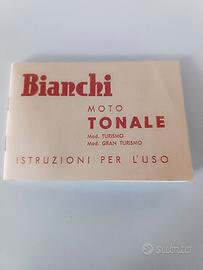 Bianchi
MOTO
TONALE
Mod. TURISMO
Mod. GRAN TURISMO
ISTRUZIONI PER L'USO
subito